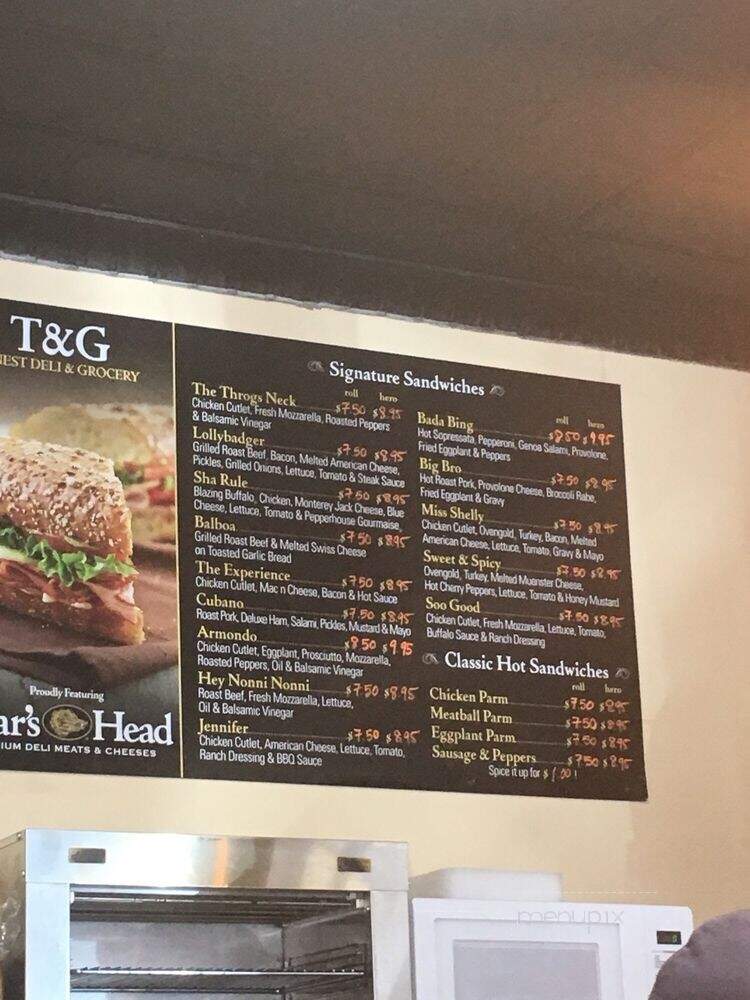 T&G
EST DELI & GROCERY
Proudly Featuring
ar's Head
IUM DELI MEATS & CHEESES
Signature Sandwiches
roll hero
The Throgs Neck $7.50 $8.95
Chicken Cutlet, Fresh Mozzarella, Roasted Peppers
& Balsamic Vinegar
Lollybadger $7.50 $8.95
Grilled Roast Beef, Bacon, Melted American Cheese,
Pickles, Grilled Onions, Lettuce, Tomato & Steak Sauce
Sha Rule $7.50 $8.95
Blazing Buffalo, Chicken, Monterey Jack Cheese, Blue
Cheese, Lettuce, Tomato & Pepperhouse Gourmaise,
Balboa $7.50 $8.95
Grilled Roast Beef & Melted Swiss Cheese
on Toasted Garlic Bread
The Experience $7.50 $8.95
Chicken Cutlet, Mac n Cheese, Bacon & Hot Sauce
Cubano $7.50 $8.95
Roast Pork, Deluxe Ham, Salami, Pickles, Mustard & Mayo
Armondo $8.50 $9.95
Chicken Cutlet, Eggplant, Prosciutto, Mozzarella,
Roasted Peppers, Oil & Balsamic Vinegar
Hey Nonni Nonni $7.50 $8.95
Roast Beef, Fresh Mozzarella, Lettuce,
Oil & Balsamic Vinegar
Jennifer $7.50 $8.95
Chicken Cutlet, American Cheese, Lettuce, Tomato,
Ranch Dressing & BBQ Sauce
roll hero
Bada Bing $8.50 $9.95
Hot Sopressata, Pepperoni, Genoa Salami, Provolone,
Fried Eggplant & Peppers
Big Bro $7.50 $8.95
Hot Roast Pork, Provolone Cheese, Broccoli Rabe,
Fried Eggplant & Gravy
Miss Shelly $7.50 $8.95
Chicken Cutlet, Ovengold, Turkey, Bacon, Melted
American Cheese, Lettuce, Tomato, Gravy & Mayo
Sweet & Spicy $7.50 $8.95
Ovengold, Turkey, Melted Muenster Cheese,
Hot Cherry Peppers, Lettuce, Tomato & Honey Mustard
Soo Good $7.50 $8.95
Chicken Cutlet, Fresh Mozzarella, Lettuce, Tomato,
Buffalo Sauce & Ranch Dressing
Classic Hot Sandwiches
roll hero
Chicken Parm $7.50 $8.95
Meatball Parm $7.50 $8.95
Eggplant Parm $7.50 $8.95
Sausage & Peppers $7.50 $8.95
Spice it up for $1.00!
menupix